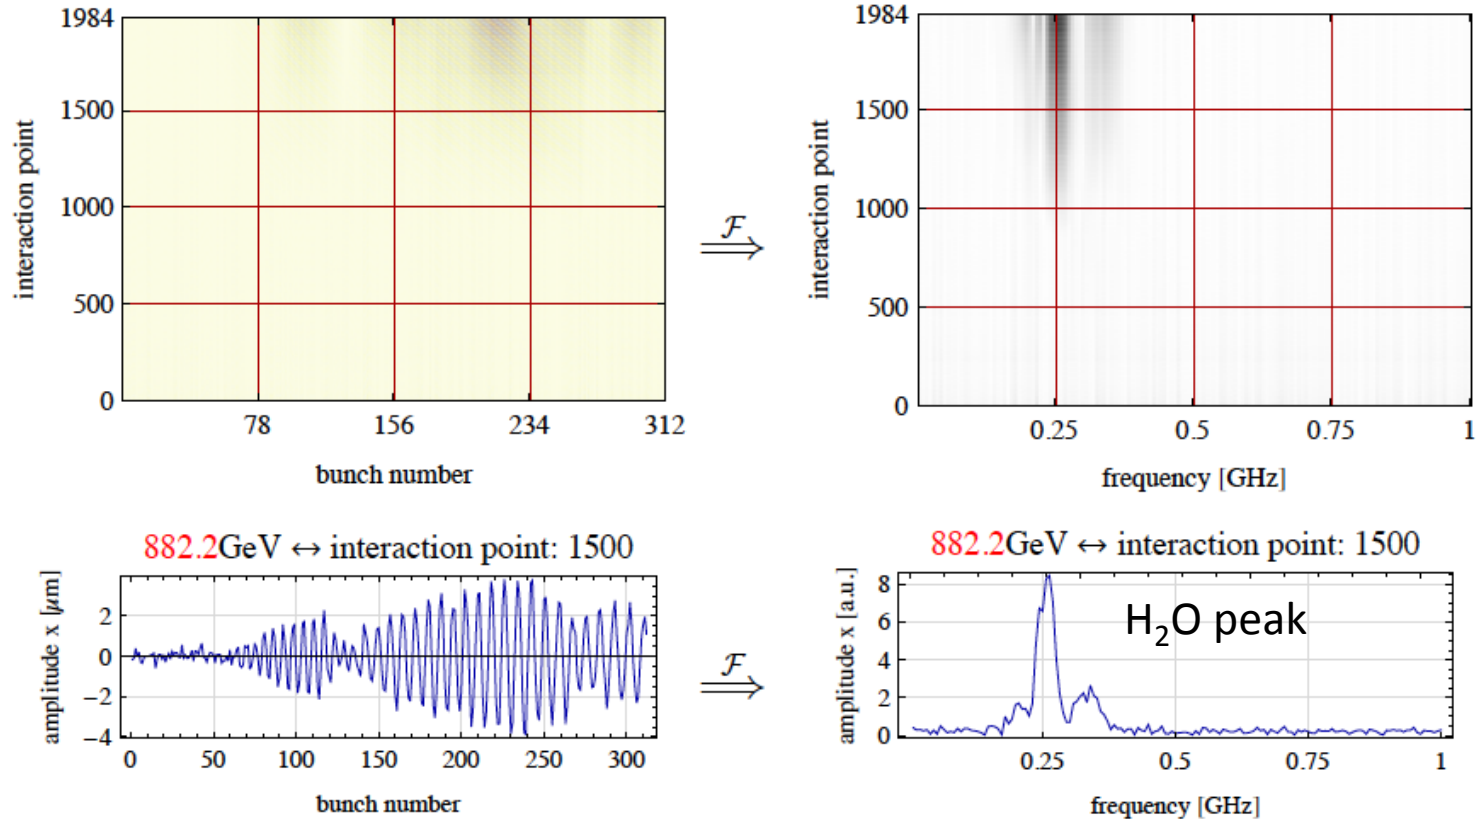 1984
1500
1000
500
0
interaction point
78 156 234 312
bunch number
ℱ
⟹
1984
1500
1000
500
0
interaction point
0.25 0.5 0.75 1
frequency [GHz]
882.2GeV ↔ interaction point: 1500
2
0
−2
−4
amplitude x [μm]
0 50 100 150 200 250 300
bunch number
ℱ
⟹
882.2GeV ↔ interaction point: 1500
H₂O peak
8
6
4
2
0
amplitude x [a.u.]
0.25 0.5 0.75 1
frequency [GHz]